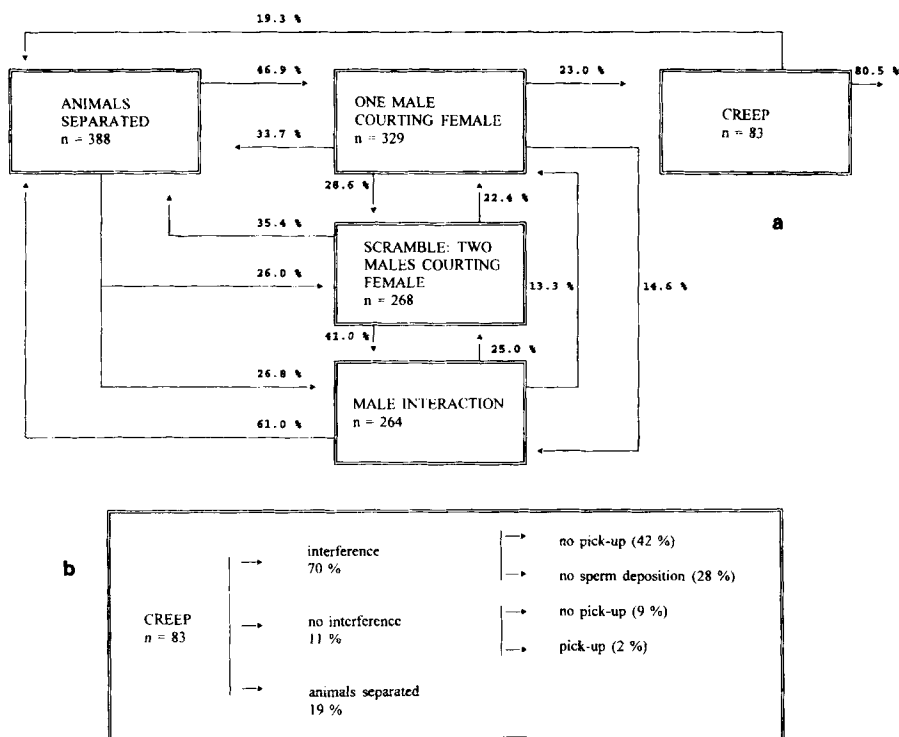 19.3 %
ANIMALS
SEPARATED
n = 388
46.9 %
33.7 %
ONE MALE
COURTING FEMALE
n = 329
23.0 %
CREEP
n = 83
80.5 %
a
28.6 %
22.4 %
35.4 %
26.0 %
SCRAMBLE: TWO
MALES COURTING
FEMALE
n = 268
13.3 %
14.6 %
41.0 %
25.0 %
26.8 %
61.0 %
MALE INTERACTION
n = 264
b
CREEP
n = 83
interference
70 %
no pick-up (42 %)
no sperm deposition (28 %)
no interference
11 %
no pick-up (9 %)
pick-up (2 %)
animals separated
19 %